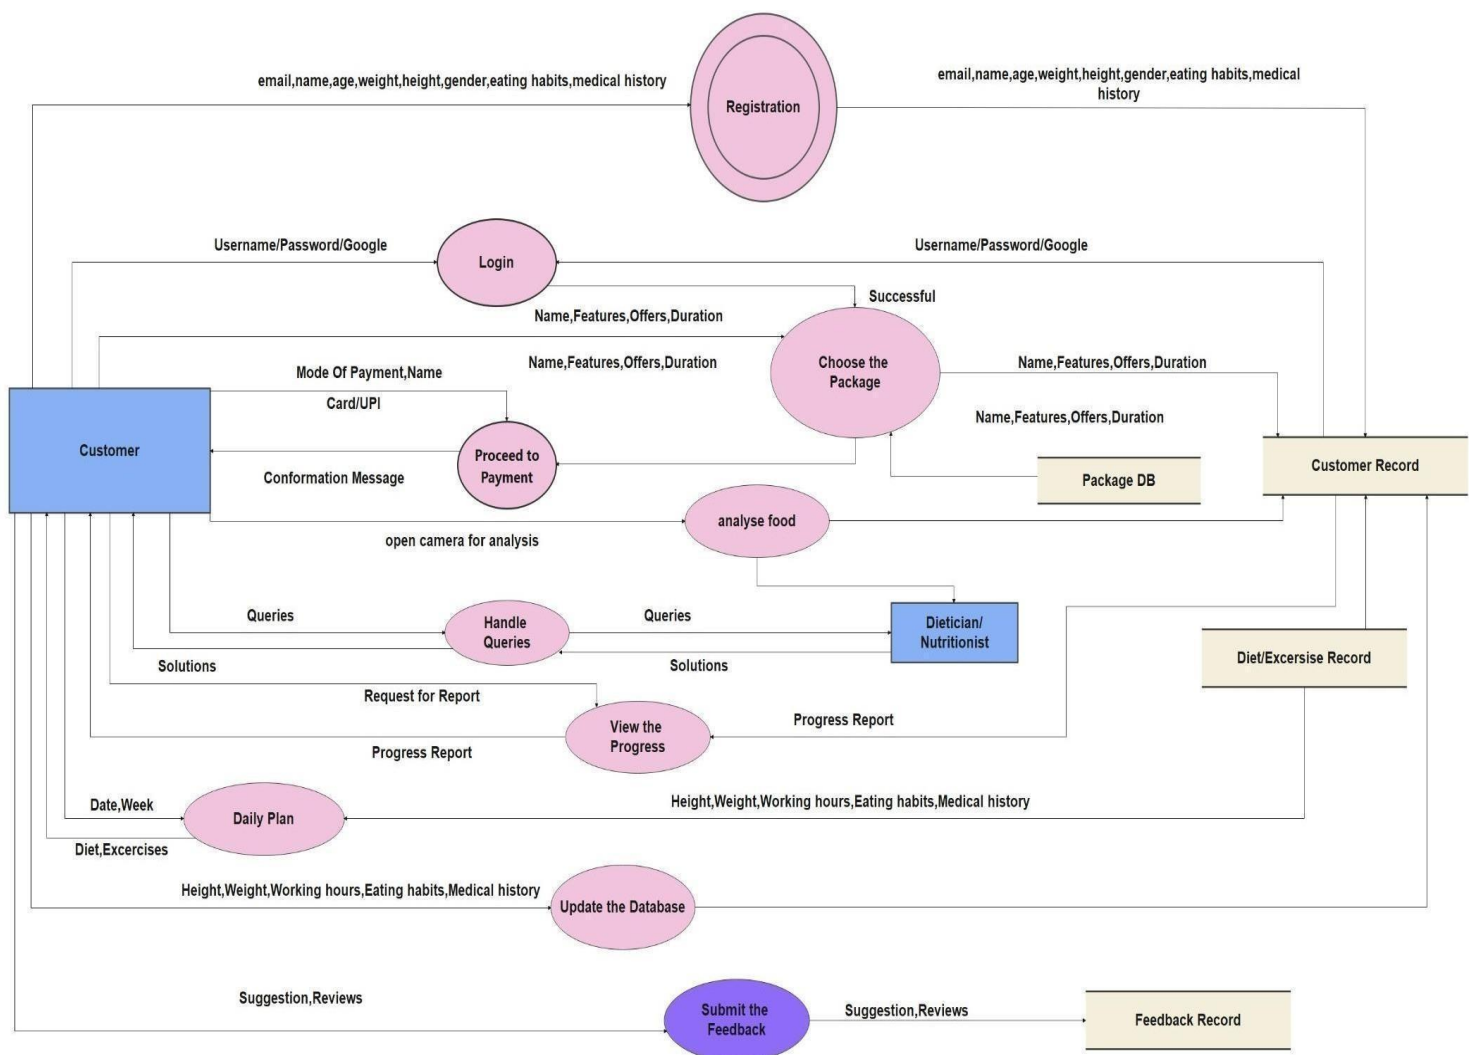 email,name,age,weight,height,gender,eating habits,medical history
email,name,age,weight,height,gender,eating habits,medical
history
Registration
Username/Password/Google
Login
Username/Password/Google
Successful
Name,Features,Offers,Duration
Name,Features,Offers,Duration
Choose the
Package
Name,Features,Offers,Duration
Mode Of Payment,Name
Card/UPI
Name,Features,Offers,Duration
Customer
Proceed to
Payment
Conformation Message
Package DB
Customer Record
analyse food
open camera for analysis
Queries
Handle
Queries
Queries
Dietician/
Nutritionist
Solutions
Solutions
Diet/Excersise Record
Request for Report
View the
Progress
Progress Report
Progress Report
Date,Week
Daily Plan
Height,Weight,Working hours,Eating habits,Medical history
Diet,Excercises
Height,Weight,Working hours,Eating habits,Medical history
Update the Database
Suggestion,Reviews
Submit the
Feedback
Suggestion,Reviews
Feedback Record